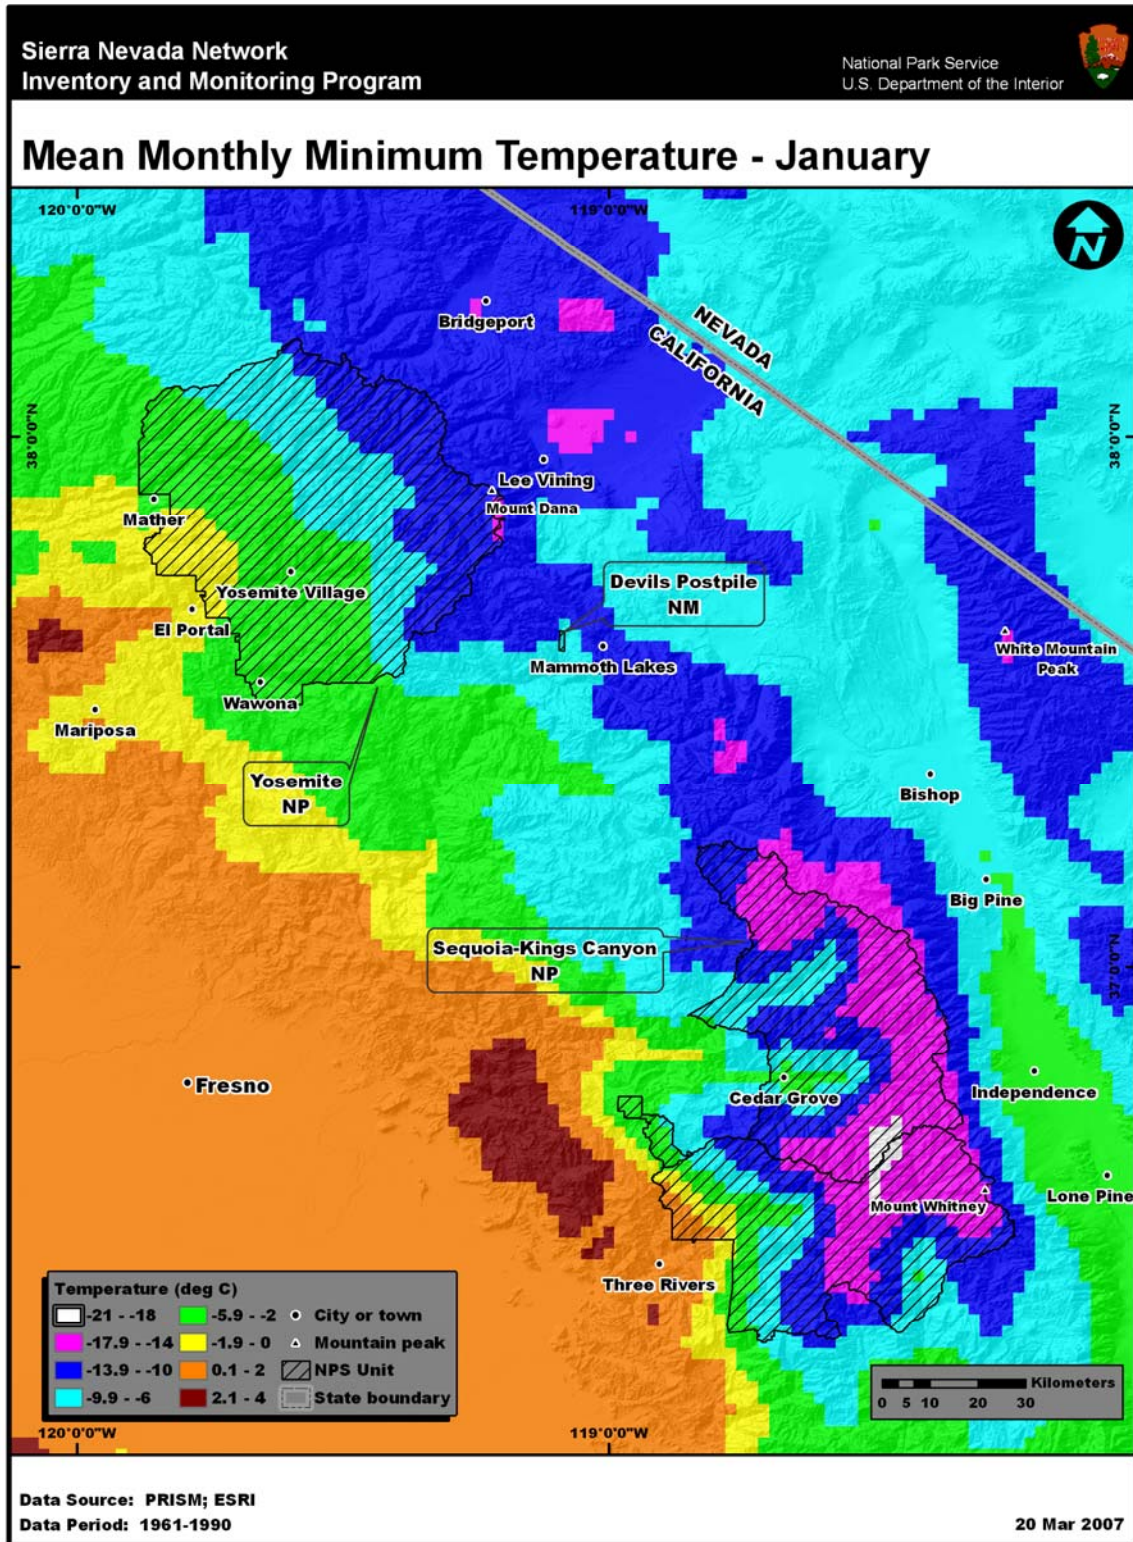 Sierra Nevada Network
Inventory and Monitoring Program
National Park Service
U.S. Department of the Interior
Mean Monthly Minimum Temperature - January
120°0'0"W
119°0'0"W
N
Bridgeport
NEVADA
CALIFORNIA
38°0'0"N
38°0'0"N
Lee Vining
Mount Dana
Mather
Devils Postpile
NM
Yosemite Village
El Portal
Mammoth Lakes
White Mountain
Peak
Wawona
Mariposa
Yosemite
NP
Bishop
Big Pine
Sequoia-Kings Canyon
NP
37°0'0"N
Fresno
Cedar Grove
Independence
Mount Whitney
Lone Pine
Three Rivers
Temperature (deg C)
-21 - -18
-5.9 - -2
City or town
-17.9 - -14
-1.9 - 0
Mountain peak
-13.9 - -10
0.1 - 2
NPS Unit
-9.9 - -6
2.1 - 4
State boundary
Kilometers
0 5 10 20 30
120°0'0"W
119°0'0"W
Data Source: PRISM; ESRI
Data Period: 1961-1990
20 Mar 2007